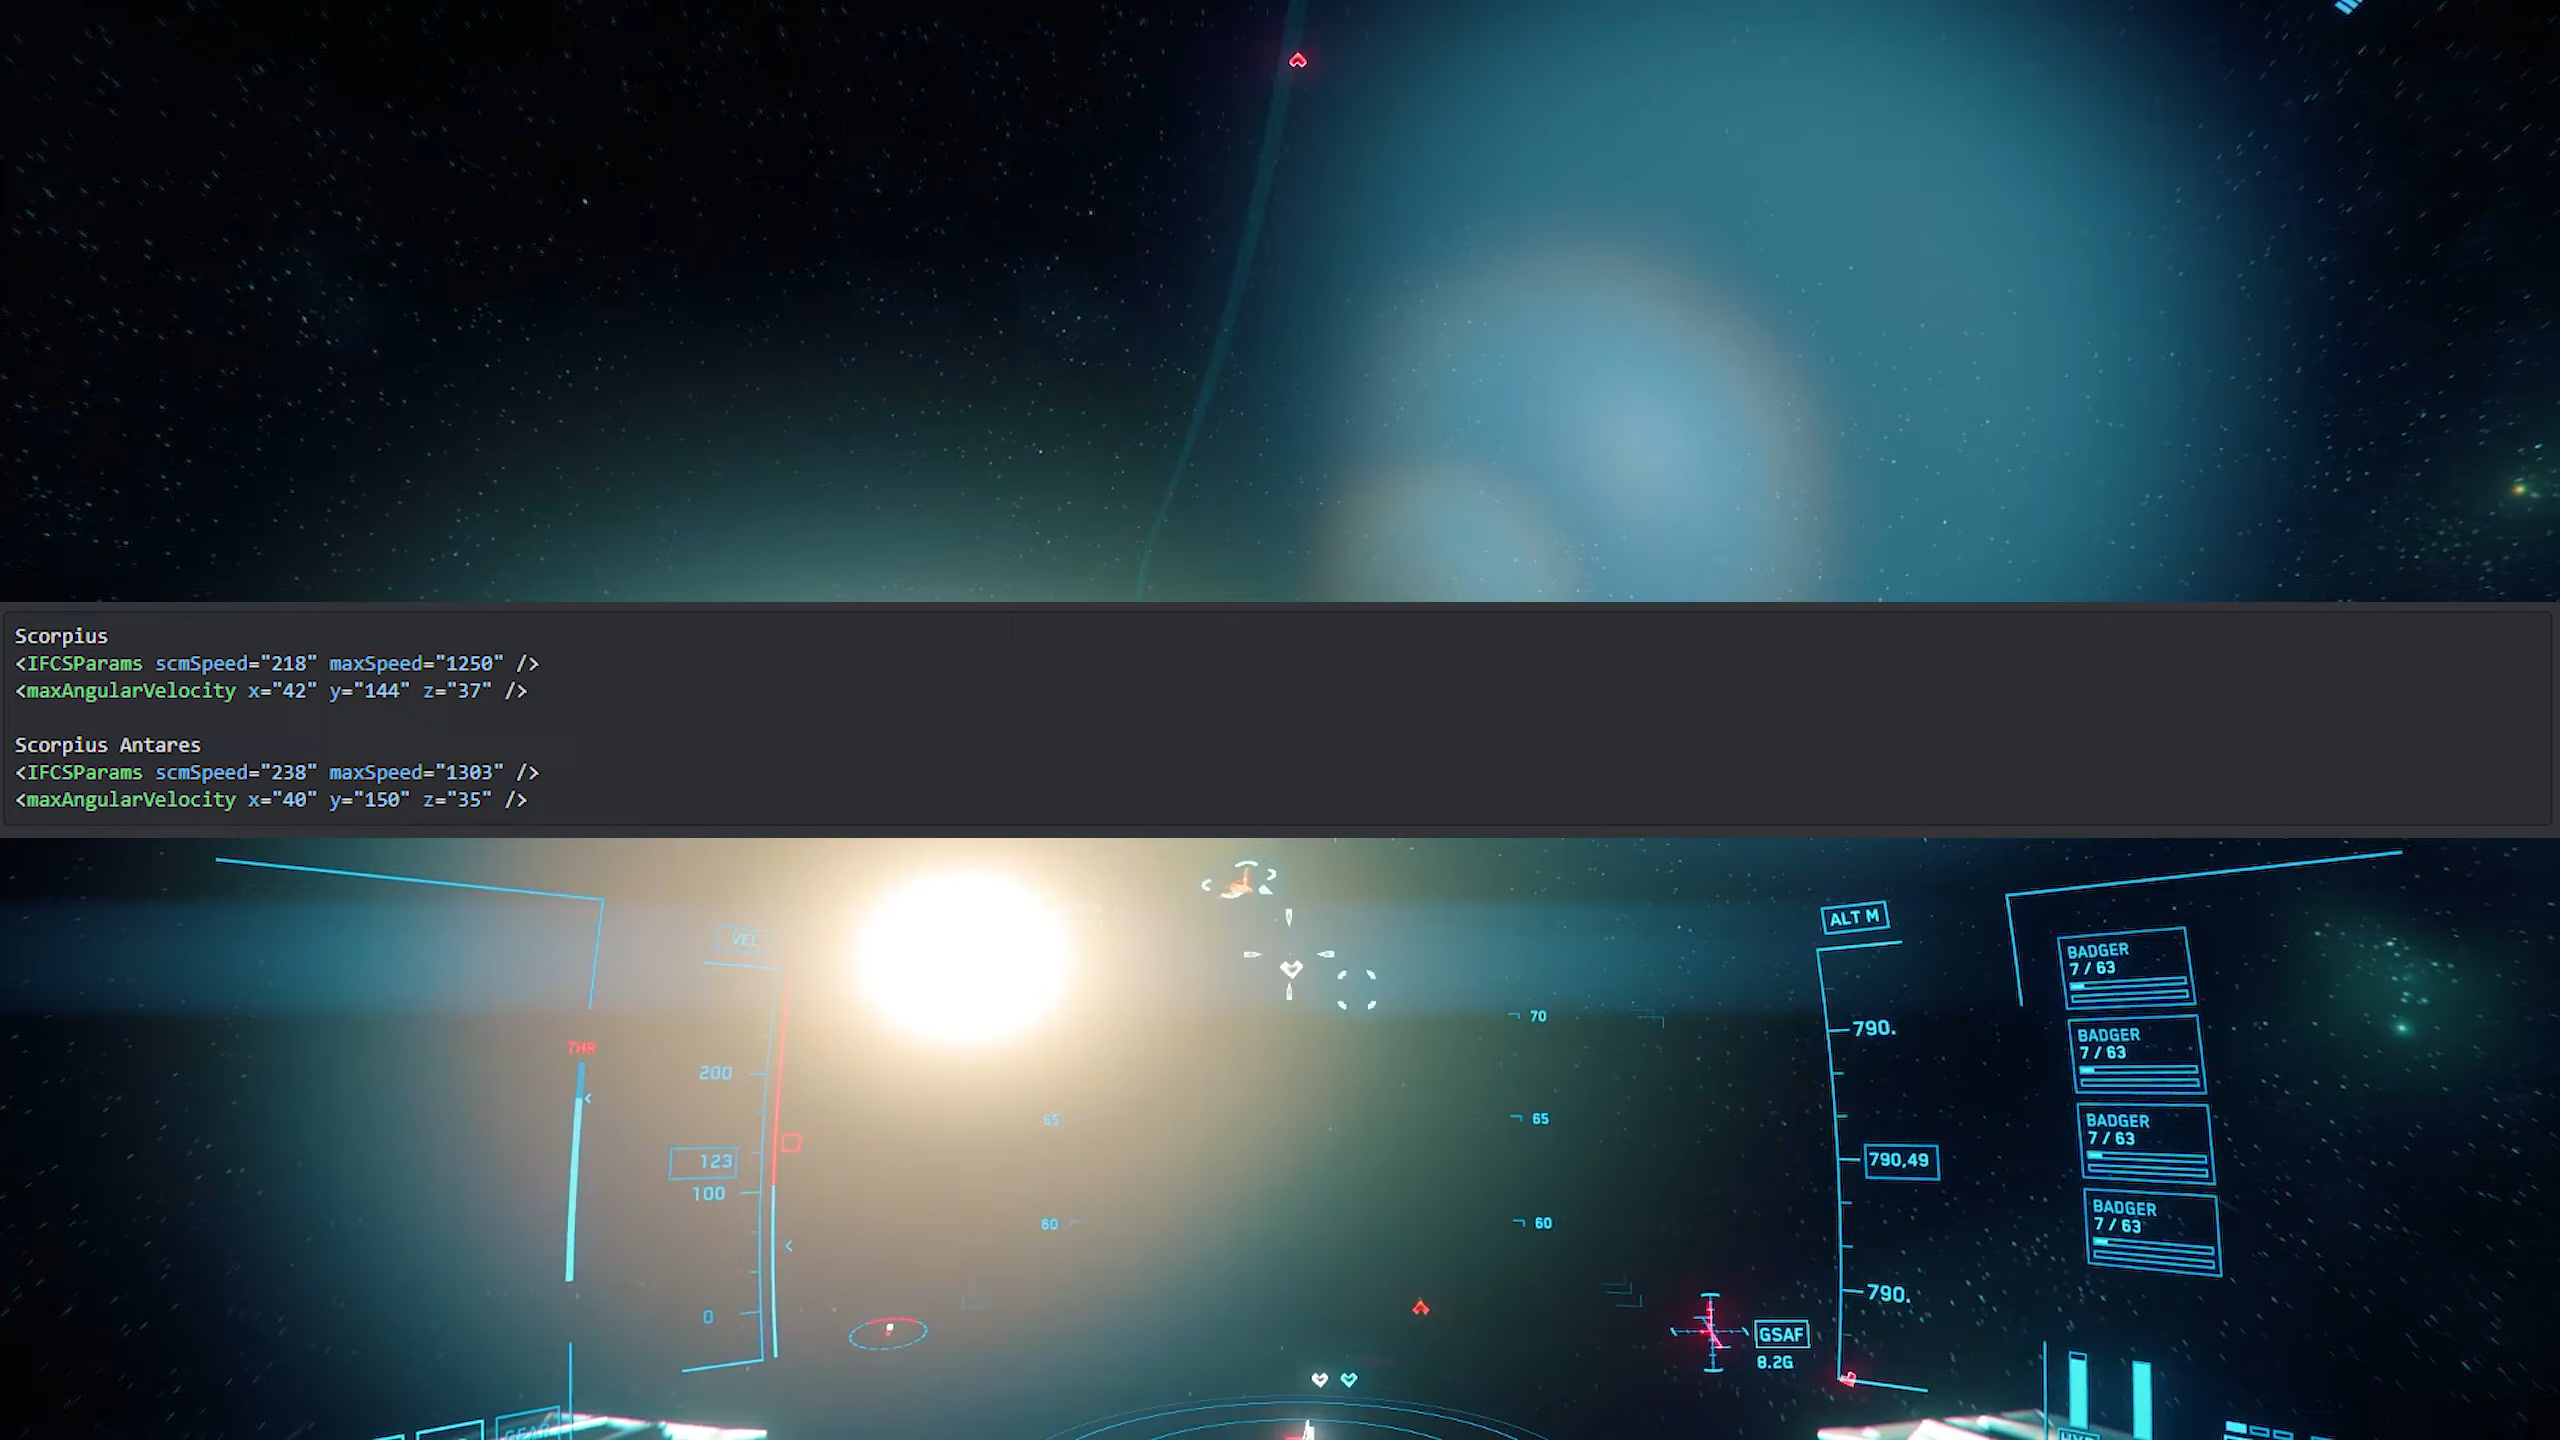 Scorpius
<IFCSParams scmSpeed="218" maxSpeed="1250" />
<maxAngularVelocity x="42" y="144" z="37" />
Scorpius Antares
<IFCSParams scmSpeed="238" maxSpeed="1303" />
<maxAngularVelocity x="40" y="150" z="35" />
VEL
THR
200
123
100
0
65
60
70
65
60
ALT M
790.
790,49
790.
BADGER
7 / 63
BADGER
7 / 63
BADGER
7 / 63
BADGER
7 / 63
GSAF
8.2G
GEAR